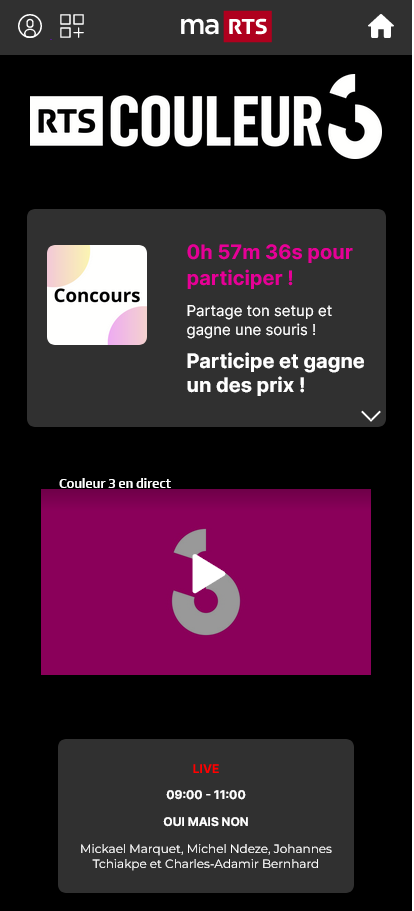 ma RTS
RTS COULEUR 3
Concours
0h 57m 36s pour
participer !
Partage ton setup et
gagne une souris !
Participe et gagne
un des prix !
Couleur 3 en direct
3
LIVE
09:00 - 11:00
OUI MAIS NON
Mickael Marquet, Michel Ndeze, Johannes
Tchiakpe et Charles-Adamir Bernhard